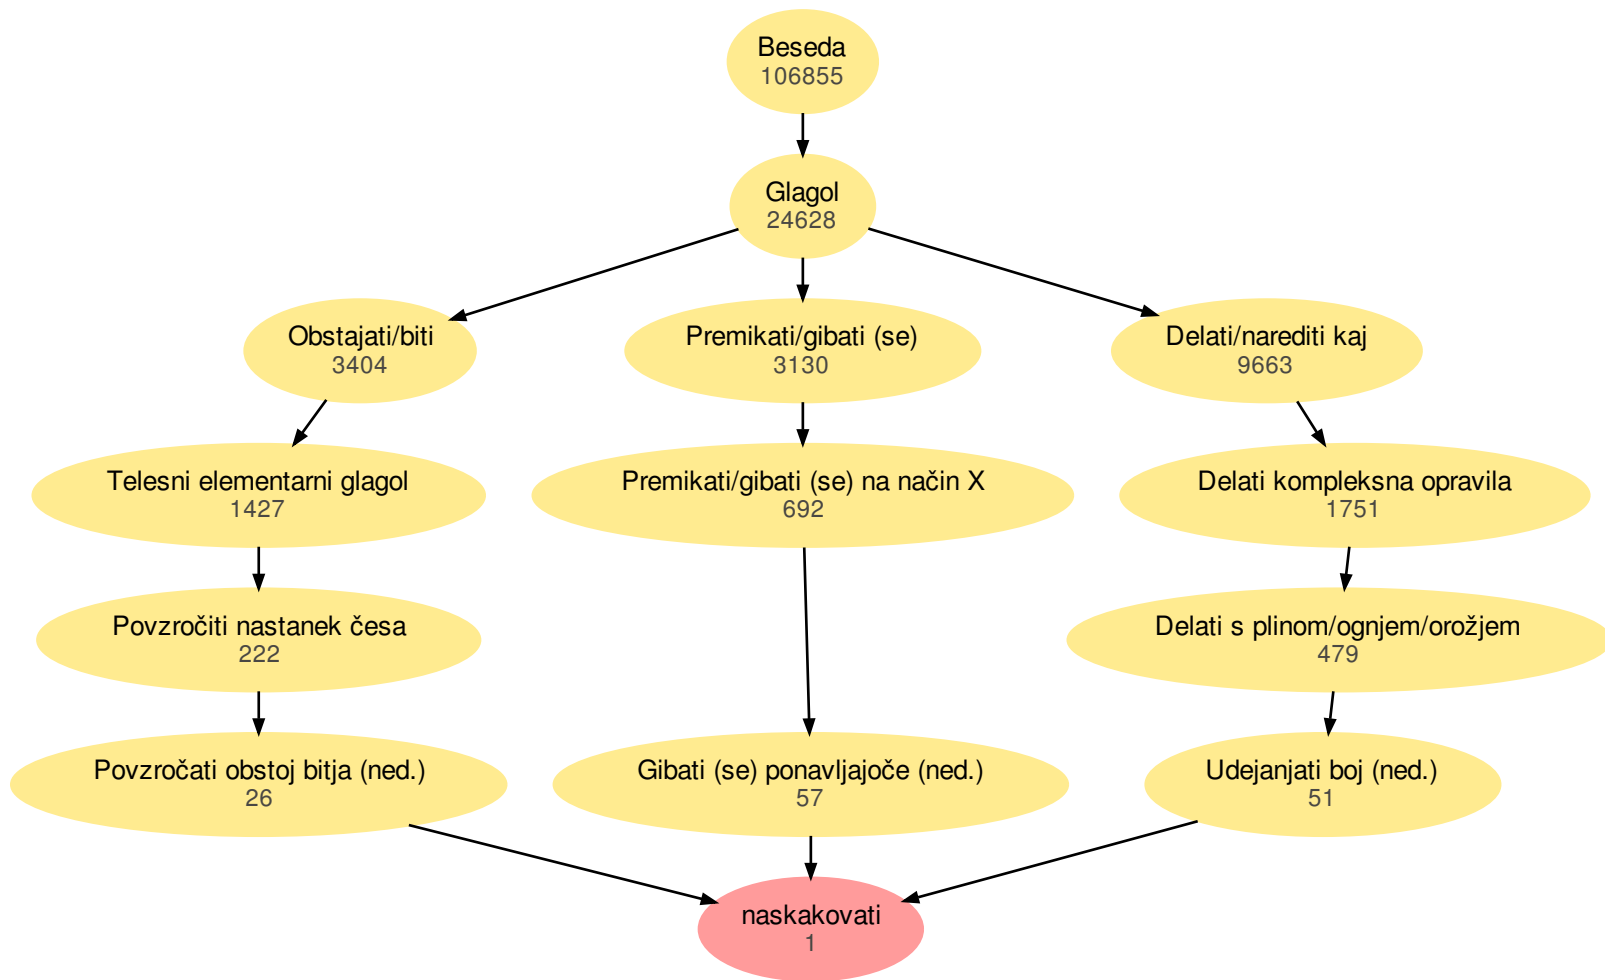 Beseda
106855
Glagol
24628
Obstajati/biti
3404
Premikati/gibati (se)
3130
Delati/narediti kaj
9663
Telesni elementarni glagol
1427
Premikati/gibati (se) na način X
692
Delati kompleksna opravila
1751
Povzročiti nastanek česa
222
Delati s plinom/ognjem/orožjem
479
Povzročati obstoj bitja (ned.)
26
Gibati (se) ponavljajoče (ned.)
57
Udejanjati boj (ned.)
51
naskakovati
1